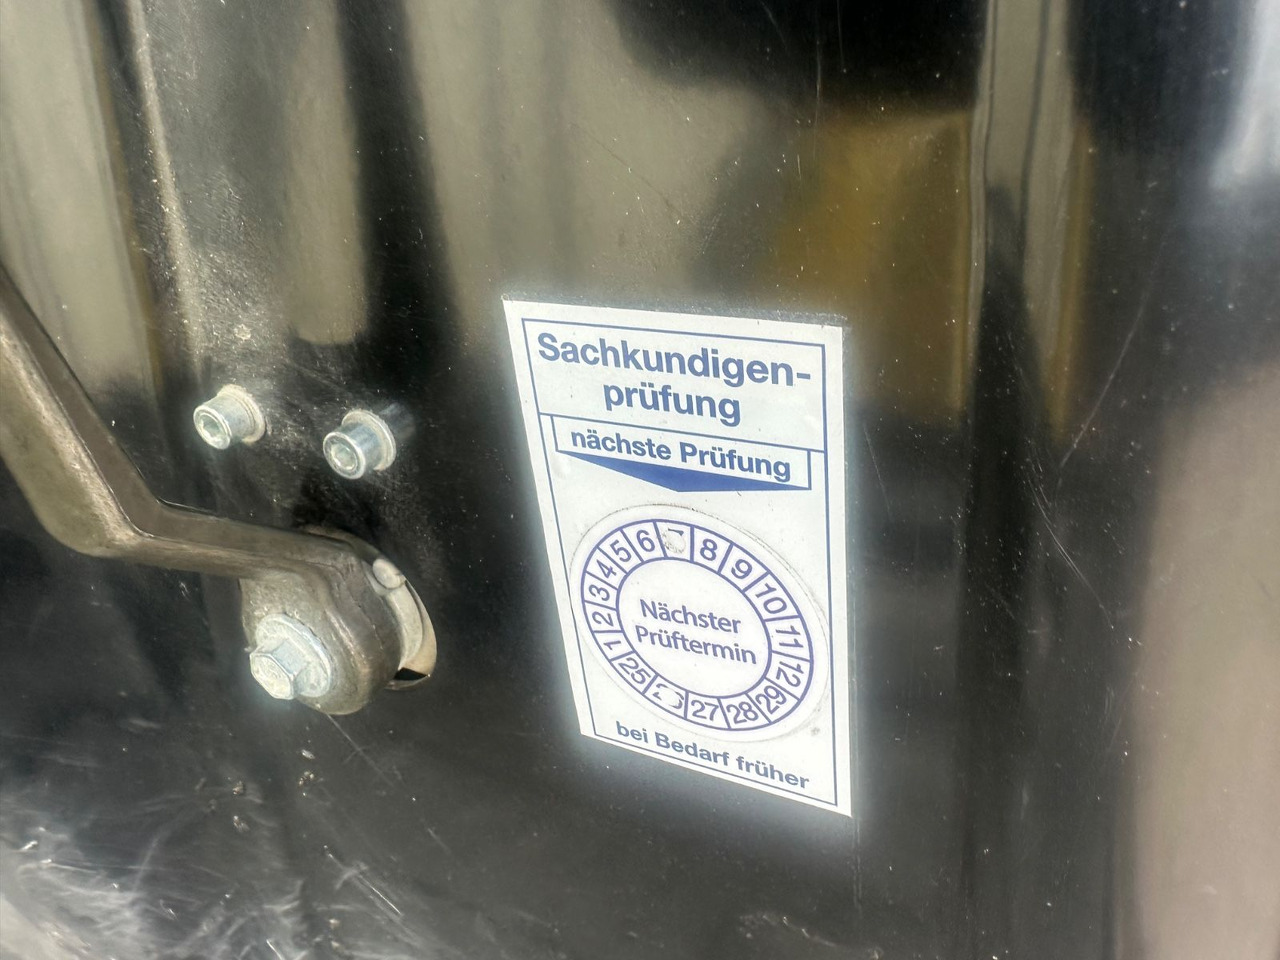 Sachkundigen-
prüfung
nächste Prüfung
1 2 3 4 5 6 7 8 9 10 11 12
Nächster
Prüftermin
25 27 28 29
bei Bedarf früher